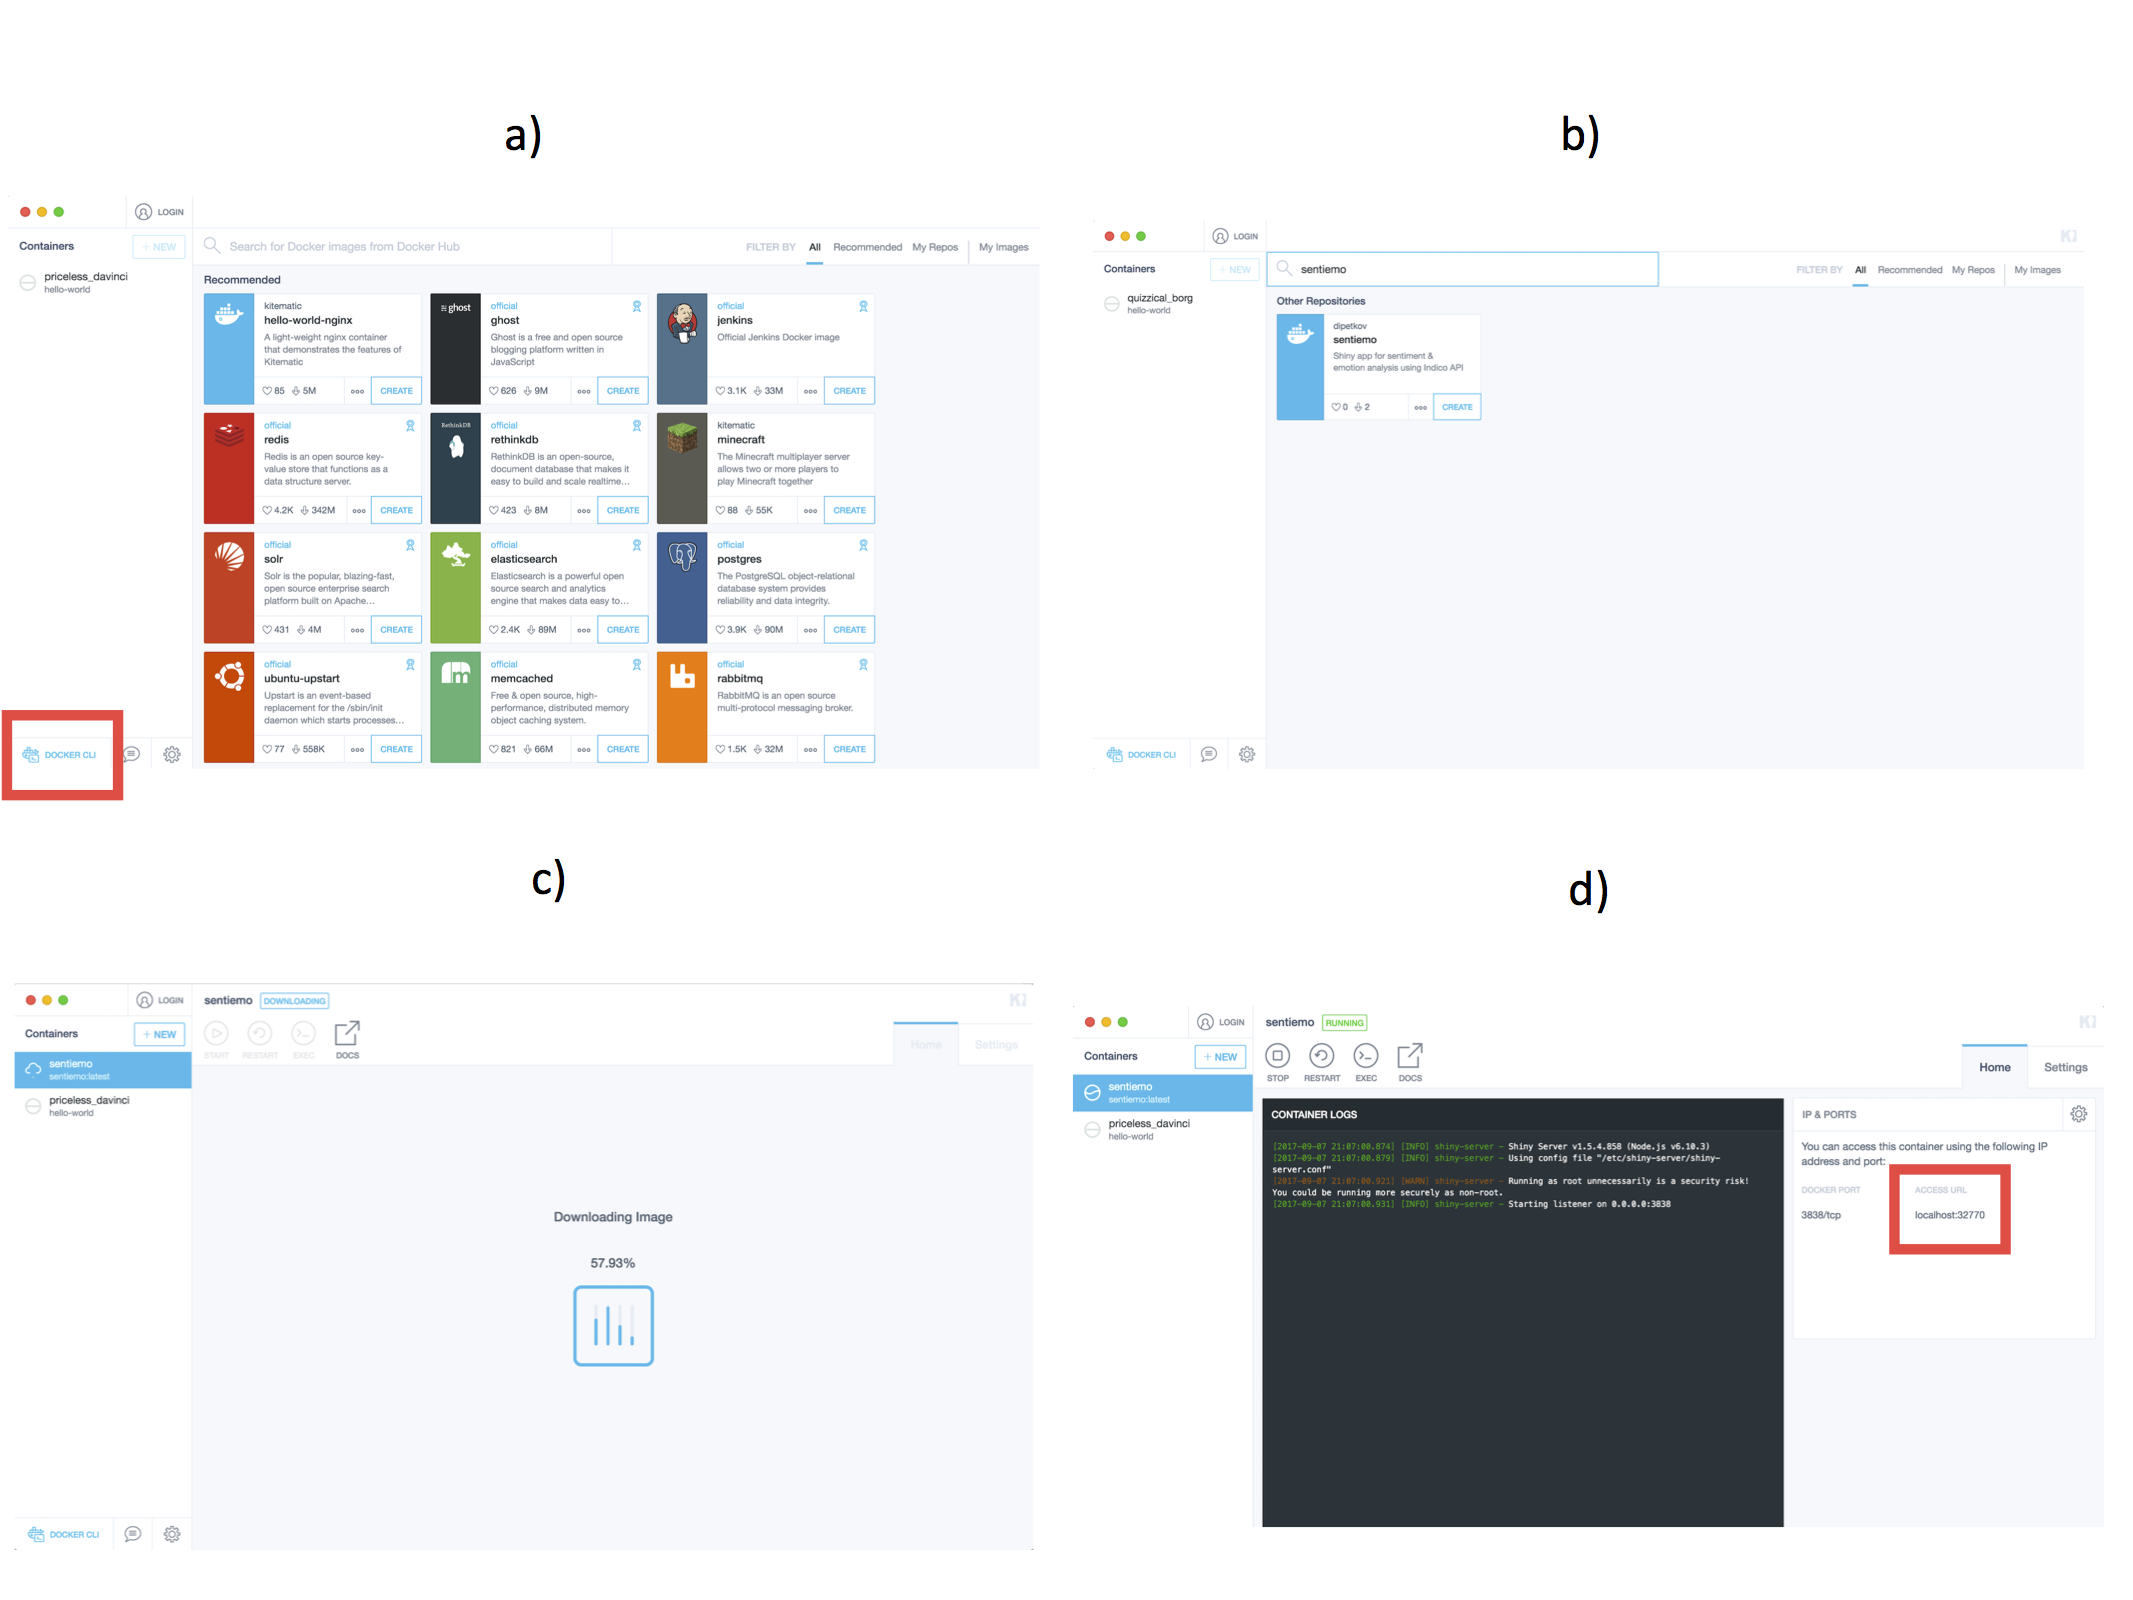 a)
LOGIN
Containers
+ NEW
priceless_davinci
hello-world
Search for Docker images from Docker Hub
FILTER BY All Recommended My Repos My Images
Recommended
kitematic
hello-world-nginx
A light-weight nginx container
that demonstrates the features of
Kitematic
85 5M
CREATE
ghost
official
ghost
Ghost is a free and open source
blogging platform written in
JavaScript
626 9M
CREATE
official
jenkins
Official Jenkins Docker image
3.1K 33M
CREATE
official
redis
Redis is an open source key-
value store that functions as a
data structure server.
4.2K 342M
CREATE
RethinkDB
official
rethinkdb
RethinkDB is an open-source,
document database that makes it
easy to build and scale realtime...
423 8M
CREATE
kitematic
minecraft
The Minecraft multiplayer server
allows two or more players to
play Minecraft together
88 55K
CREATE
official
solr
Solr is the popular, blazing-fast,
open source enterprise search
platform built on Apache...
431 4M
CREATE
official
elasticsearch
Elasticsearch is a powerful open
source search and analytics
engine that makes data easy to...
2.4K 89M
CREATE
official
postgres
The PostgreSQL object-relational
database system provides
reliability and data integrity.
3.9K 90M
CREATE
official
ubuntu-upstart
Upstart is an event-based
replacement for the /sbin/init
daemon which starts processes...
77 558K
CREATE
official
memcached
Free & open source, high-
performance, distributed memory
object caching system.
821 66M
CREATE
official
rabbitmq
RabbitMQ is an open source
multi-protocol messaging broker.
1.5K 32M
CREATE
DOCKER CLI
b)
LOGIN
Containers
+ NEW
quizzical_borg
hello-world
sentiemo
FILTER BY All Recommended My Repos My Images
Other Repositories
dipetkov
sentiemo
Shiny app for sentiment &
emotion analysis using Indico API
0 2
CREATE
DOCKER CLI
c)
LOGIN
Containers
+ NEW
sentiemo
sentiemo:latest
priceless_davinci
hello-world
sentiemo DOWNLOADING
START RESTART EXEC DOCS
Home Settings
Downloading Image
57.93%
DOCKER CLI
d)
LOGIN
Containers
+ NEW
sentiemo
sentiemo:latest
priceless_davinci
hello-world
sentiemo RUNNING
STOP RESTART EXEC DOCS
Home Settings
CONTAINER LOGS
[2017-09-07 21:07:00.874] [INFO] shiny-server - Shiny Server v1.5.4.858 (Node.js v6.10.3)
[2017-09-07 21:07:00.879] [INFO] shiny-server - Using config file "/etc/shiny-server/shiny-
server.conf"
[2017-09-07 21:07:00.921] [WARN] shiny-server - Running as root unnecessarily is a security risk!
You could be running more securely as non-root.
[2017-09-07 21:07:00.931] [INFO] shiny-server - Starting listener on 0.0.0.0:3838
IP & PORTS
You can access this container using the following IP
address and port:
DOCKER PORT ACCESS URL
3838/tcp localhost:32770